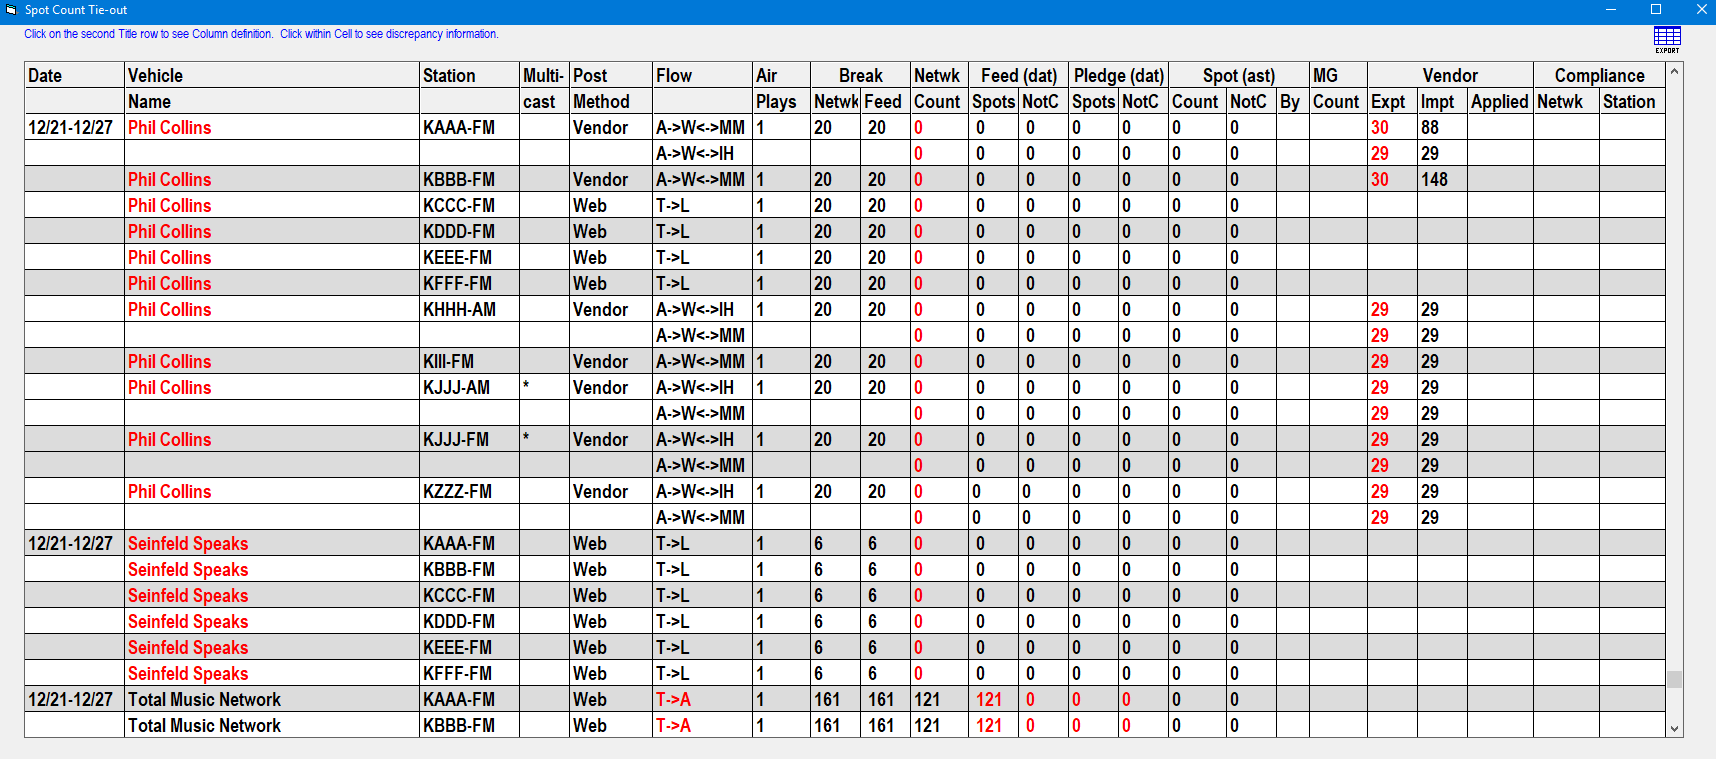 Spot Count Tie-out
Click on the second Title row to see Column definition.  Click within Cell to see discrepancy information.
EXPORT
Date Vehicle Station Multi- Post Flow Air Break Netwk Feed (dat) Pledge (dat) Spot (ast) MG Vendor Compliance
Name cast Method Plays Netwk Feed Count Spots NotC Spots NotC Count NotC By Count Expt Impt Applied Netwk Station
12/21-12/27 Phil Collins KAAA-FM Vendor A->W<->MM 1 20 20 0 0 0 0 0 0 0 30 88
A->W<->IH 0 0 0 0 0 0 0 29 29
Phil Collins KBBB-FM Vendor A->W<->MM 1 20 20 0 0 0 0 0 0 0 30 148
Phil Collins KCCC-FM Web T->L 1 20 20 0 0 0 0 0 0 0
Phil Collins KDDD-FM Web T->L 1 20 20 0 0 0 0 0 0 0
Phil Collins KEEE-FM Web T->L 1 20 20 0 0 0 0 0 0 0
Phil Collins KFFF-FM Web T->L 1 20 20 0 0 0 0 0 0 0
Phil Collins KHHH-AM Vendor A->W<->IH 1 20 20 0 0 0 0 0 0 0 29 29
A->W<->MM 0 0 0 0 0 0 0 29 29
Phil Collins KIII-FM Vendor A->W<->MM 1 20 20 0 0 0 0 0 0 0 29 29
Phil Collins KJJJ-AM * Vendor A->W<->IH 1 20 20 0 0 0 0 0 0 0 29 29
A->W<->MM 0 0 0 0 0 0 0 29 29
Phil Collins KJJJ-FM * Vendor A->W<->IH 1 20 20 0 0 0 0 0 0 0 29 29
A->W<->MM 0 0 0 0 0 0 0 29 29
Phil Collins KZZZ-FM Vendor A->W<->IH 1 20 20 0 0 0 0 0 0 0 29 29
A->W<->MM 0 0 0 0 0 0 0 29 29
12/21-12/27 Seinfeld Speaks KAAA-FM Web T->L 1 6 6 0 0 0 0 0 0 0
Seinfeld Speaks KBBB-FM Web T->L 1 6 6 0 0 0 0 0 0 0
Seinfeld Speaks KCCC-FM Web T->L 1 6 6 0 0 0 0 0 0 0
Seinfeld Speaks KDDD-FM Web T->L 1 6 6 0 0 0 0 0 0 0
Seinfeld Speaks KEEE-FM Web T->L 1 6 6 0 0 0 0 0 0 0
Seinfeld Speaks KFFF-FM Web T->L 1 6 6 0 0 0 0 0 0 0
12/21-12/27 Total Music Network KAAA-FM Web T->A 1 161 161 121 121 0 0 0 0 0
Total Music Network KBBB-FM Web T->A 1 161 161 121 121 0 0 0 0 0